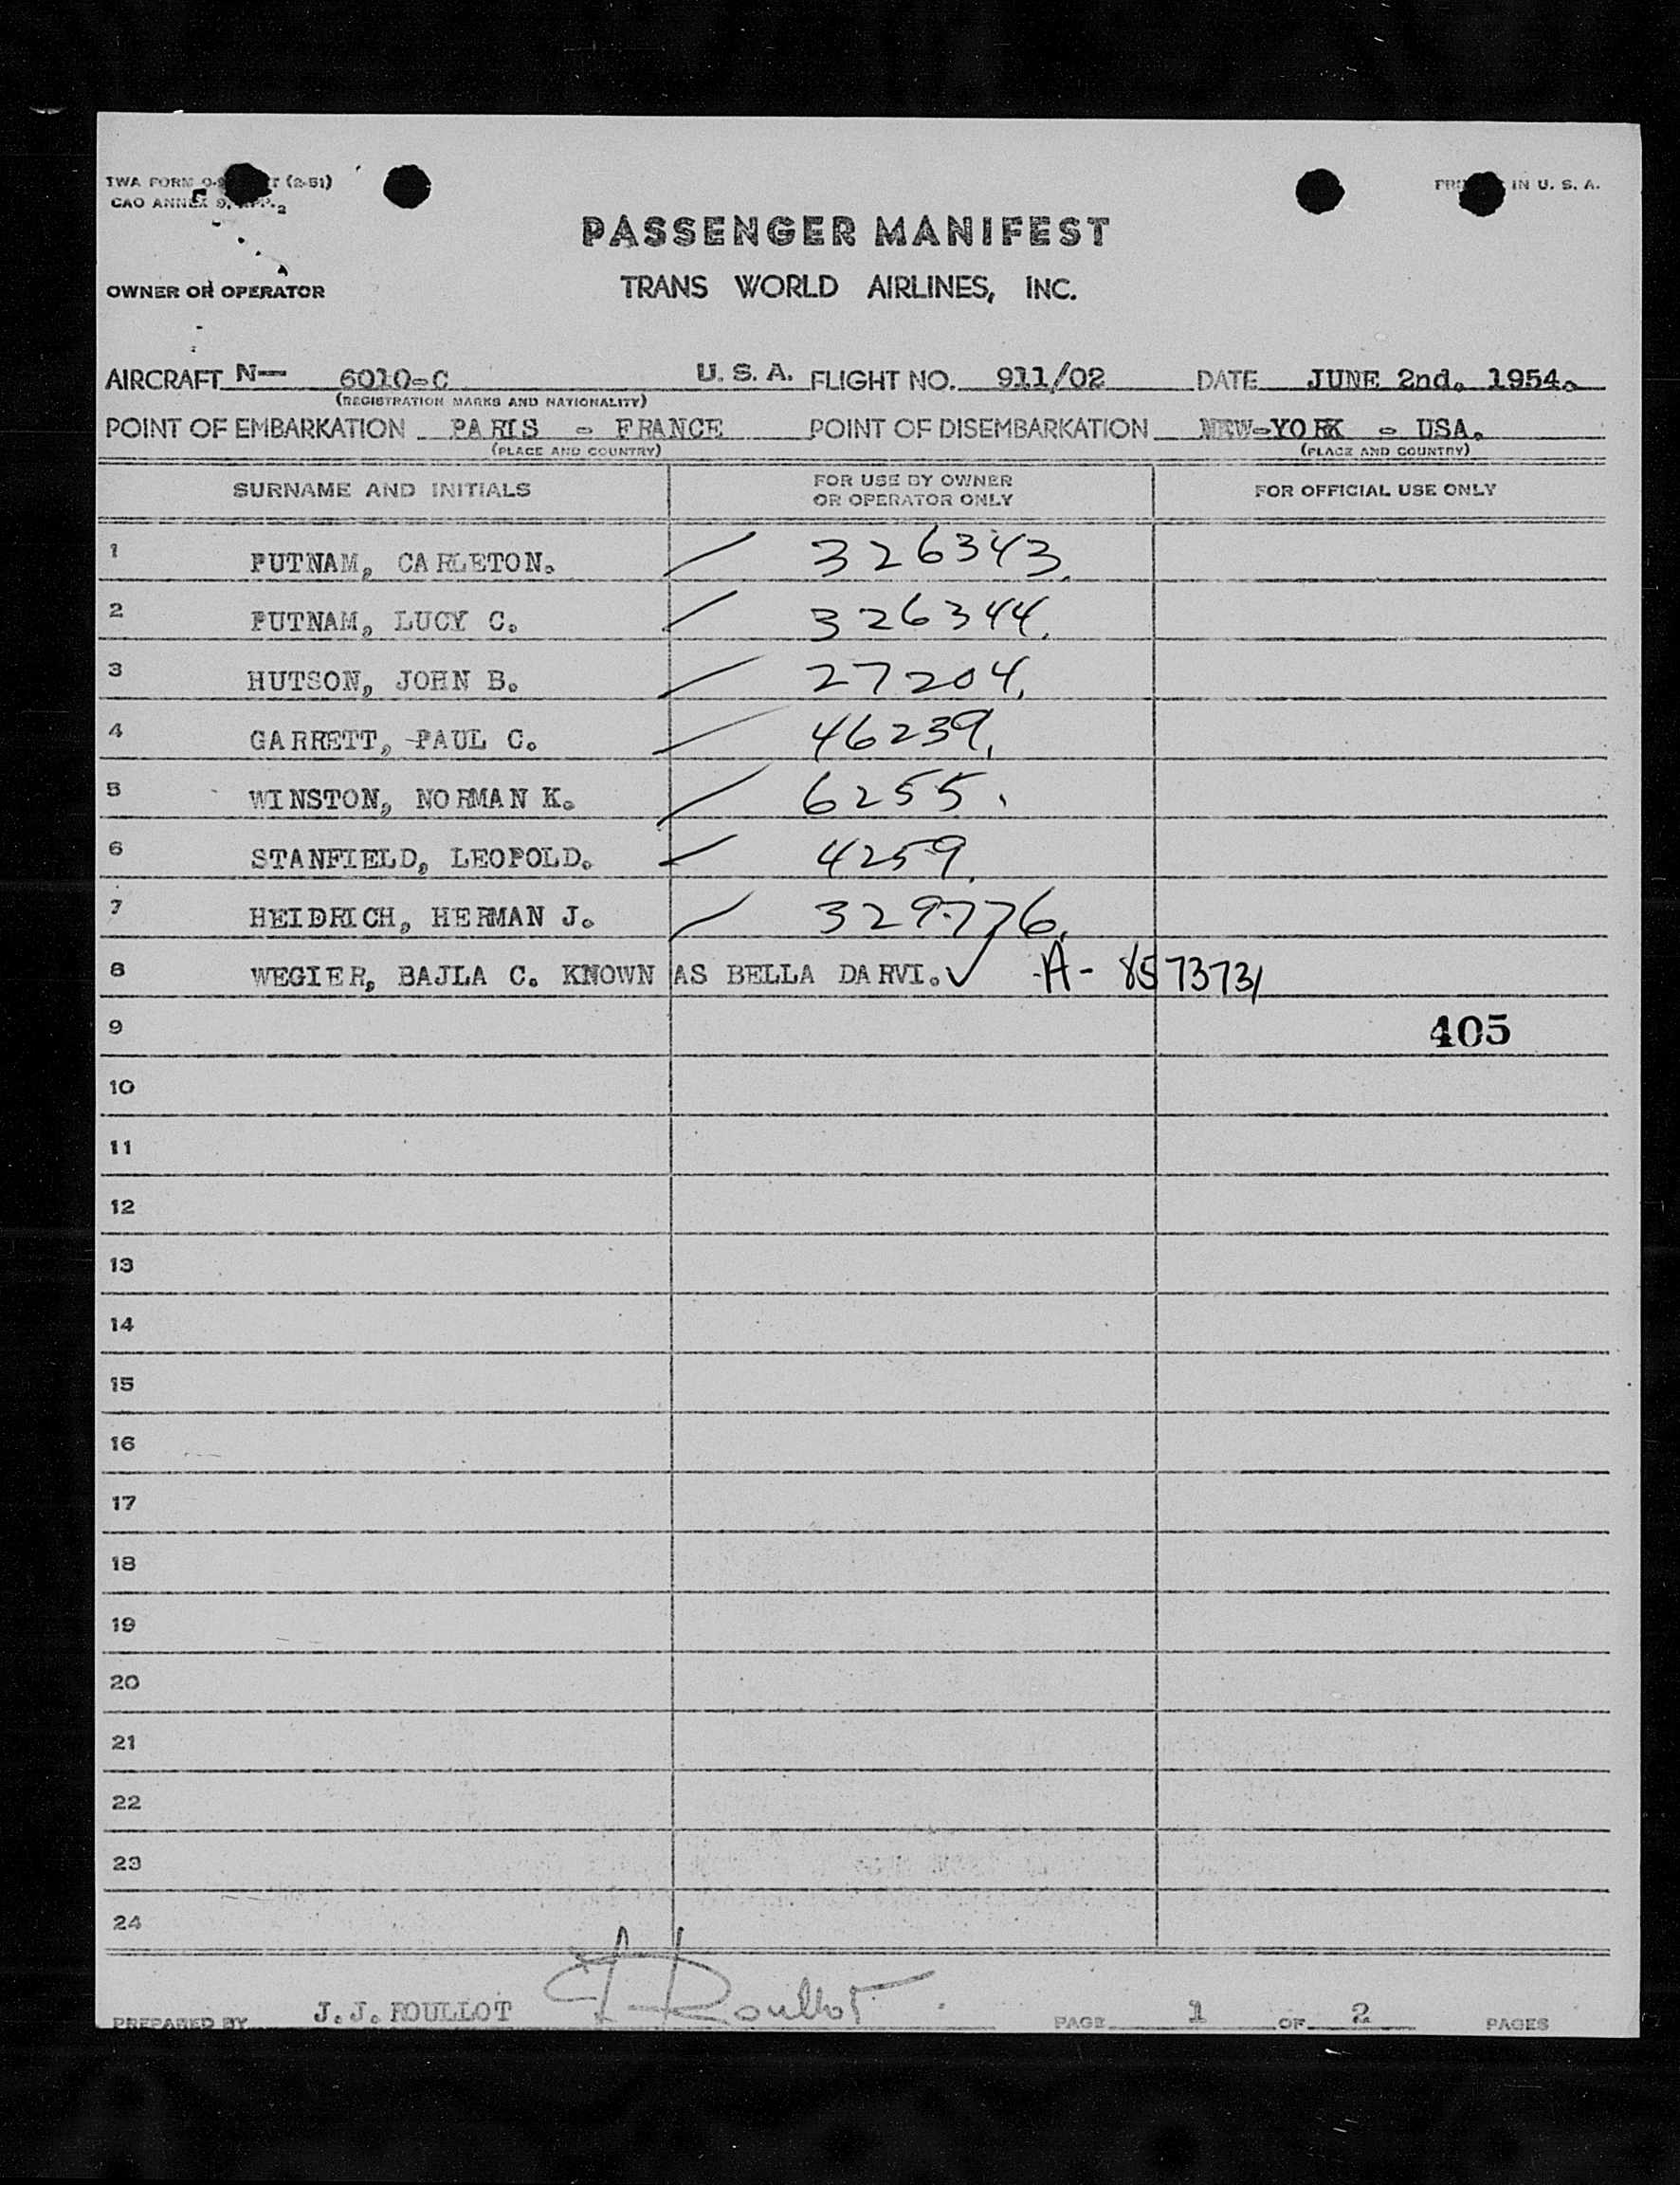 TWA FORM (2-51)
PRINTED IN U. S. A.
CAO ANNEX 9, APP. 2
PASSENGER MANIFEST
OWNER OR OPERATOR
TRANS WORLD AIRLINES, INC.
AIRCRAFT N- 6010-C U. S. A. FLIGHT NO. 911/02 DATE JUNE 2nd. 1954.
(REGISTRATION MARKS AND NATIONALITY)
POINT OF EMBARKATION PARIS - FRANCE POINT OF DISEMBARKATION NEW-YORK - USA.
(PLACE AND COUNTRY) (PLACE AND COUNTRY)
SURNAME AND INITIALS FOR USE BY OWNER OR OPERATOR ONLY FOR OFFICIAL USE ONLY
1 PUTNAM, CARLETON. 326343.
2 PUTNAM, LUCY C. 326344.
3 HUTSON, JOHN B. 27204.
4 GARRETT, PAUL C. 46239.
5 WINSTON, NORMAN K. 6255.
6 STANFIELD, LEOPOLD. 4259.
7 HEIDRICH, HERMAN J. 329776.
8 WEGIER, BAJLA C. KNOWN AS BELLA DARVI. ✓ A- 8573731
9 405
10
11
12
13
14
15
16
17
18
19
20
21
22
23
24
PREPARED BY J.J. ROULLOT Roullot PAGE 1 OF 2 PAGES